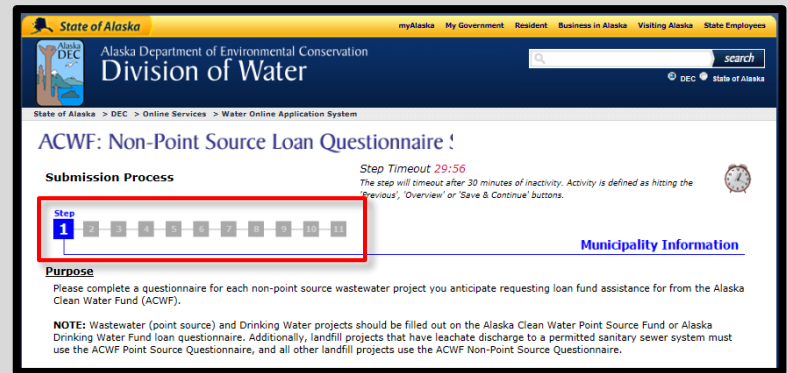 State of Alaska
myAlaska My Government Resident Business in Alaska Visiting Alaska State Employees
Alaska
DEC
Alaska Department of Environmental Conservation
Division of Water
search
DEC State of Alaska
State of Alaska > DEC > Online Services > Water Online Application System
ACWF: Non-Point Source Loan Questionnaire
Submission Process
Step Timeout 29:56
The step will timeout after 30 minutes of inactivity. Activity is defined as hitting the
'Previous', 'Overview' or 'Save & Continue' buttons.
Step
1 2 3 4 5 6 7 8 9 10 11
Municipality Information
Purpose
Please complete a questionnaire for each non-point source wastewater project you anticipate requesting loan fund assistance for from the Alaska
Clean Water Fund (ACWF).
NOTE: Wastewater (point source) and Drinking Water projects should be filled out on the Alaska Clean Water Point Source Fund or Alaska
Drinking Water Fund loan questionnaire. Additionally, landfill projects that have leachate discharge to a permitted sanitary sewer system must
use the ACWF Point Source Questionnaire, and all other landfill projects use the ACWF Non-Point Source Questionnaire.